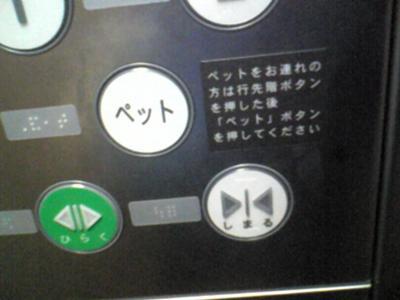 ペット
ペットをお連れの
方は行先階ボタン
を押した後
「ペット」ボタン
を押してください
ひらく
しまる